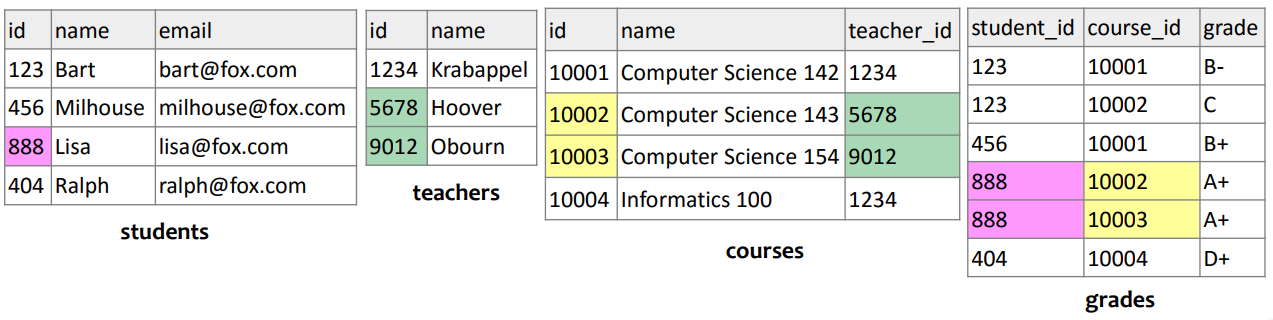 id name email
123 Bart bart@fox.com
456 Milhouse milhouse@fox.com
888 Lisa lisa@fox.com
404 Ralph ralph@fox.com
students
id name
1234 Krabappel
5678 Hoover
9012 Obourn
teachers
id name teacher_id
10001 Computer Science 142 1234
10002 Computer Science 143 5678
10003 Computer Science 154 9012
10004 Informatics 100 1234
courses
student_id course_id grade
123 10001 B-
123 10002 C
456 10001 B+
888 10002 A+
888 10003 A+
404 10004 D+
grades